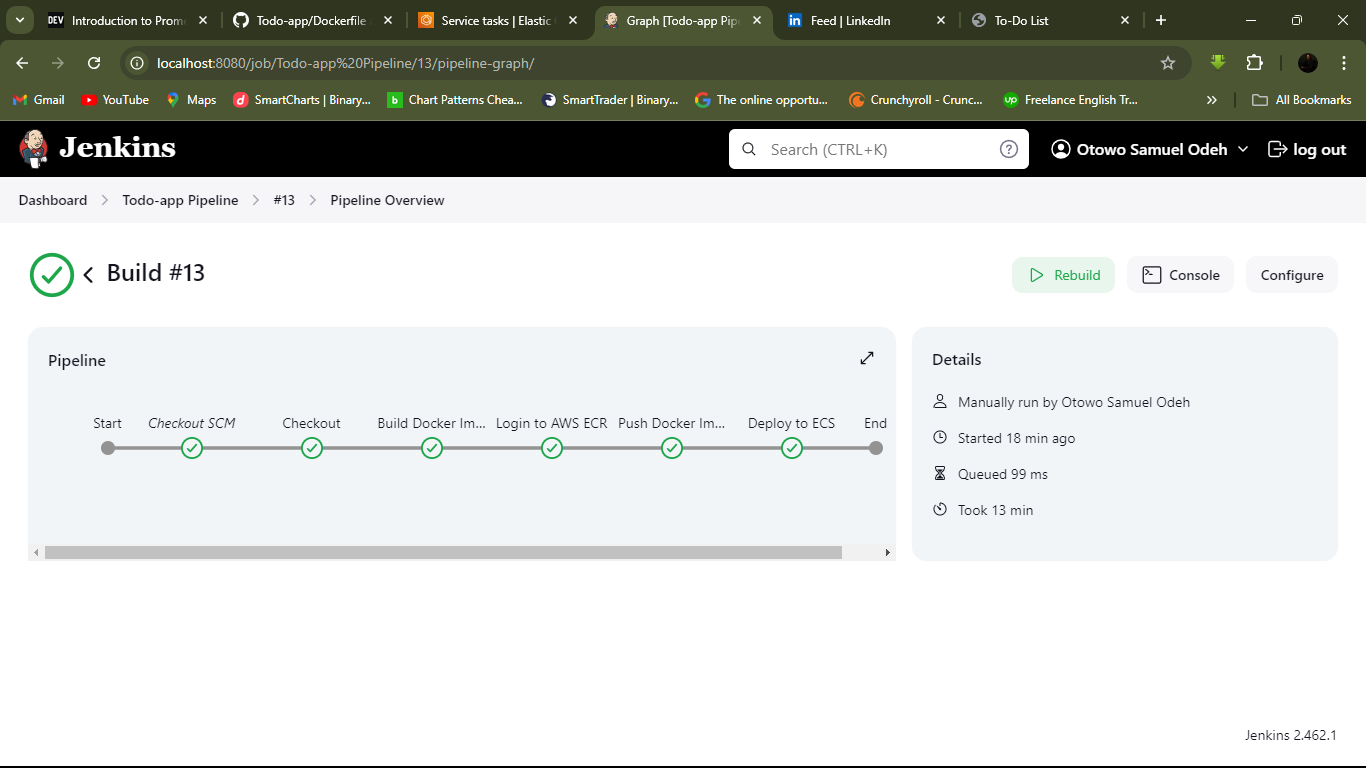 DEV Introduction to Prome
Todo-app/Dockerfile
Service tasks | Elastic
Graph [Todo-app Pip
in Feed | LinkedIn
To-Do List
localhost:8080/job/Todo-app%20Pipeline/13/pipeline-graph/
Gmail
YouTube
Maps
SmartCharts | Binary...
b Chart Patterns Chea...
SmartTrader | Binary...
The online opportu...
Crunchyroll - Crunc...
up Freelance English Tr...
All Bookmarks
Jenkins
Search (CTRL+K)
Otowo Samuel Odeh
log out
Dashboard > Todo-app Pipeline > #13 > Pipeline Overview
Build #13
Rebuild
Console
Configure
Pipeline
Start
Checkout SCM
Checkout
Build Docker Im...
Login to AWS ECR
Push Docker Im...
Deploy to ECS
End
Details
Manually run by Otowo Samuel Odeh
Started 18 min ago
Queued 99 ms
Took 13 min
Jenkins 2.462.1